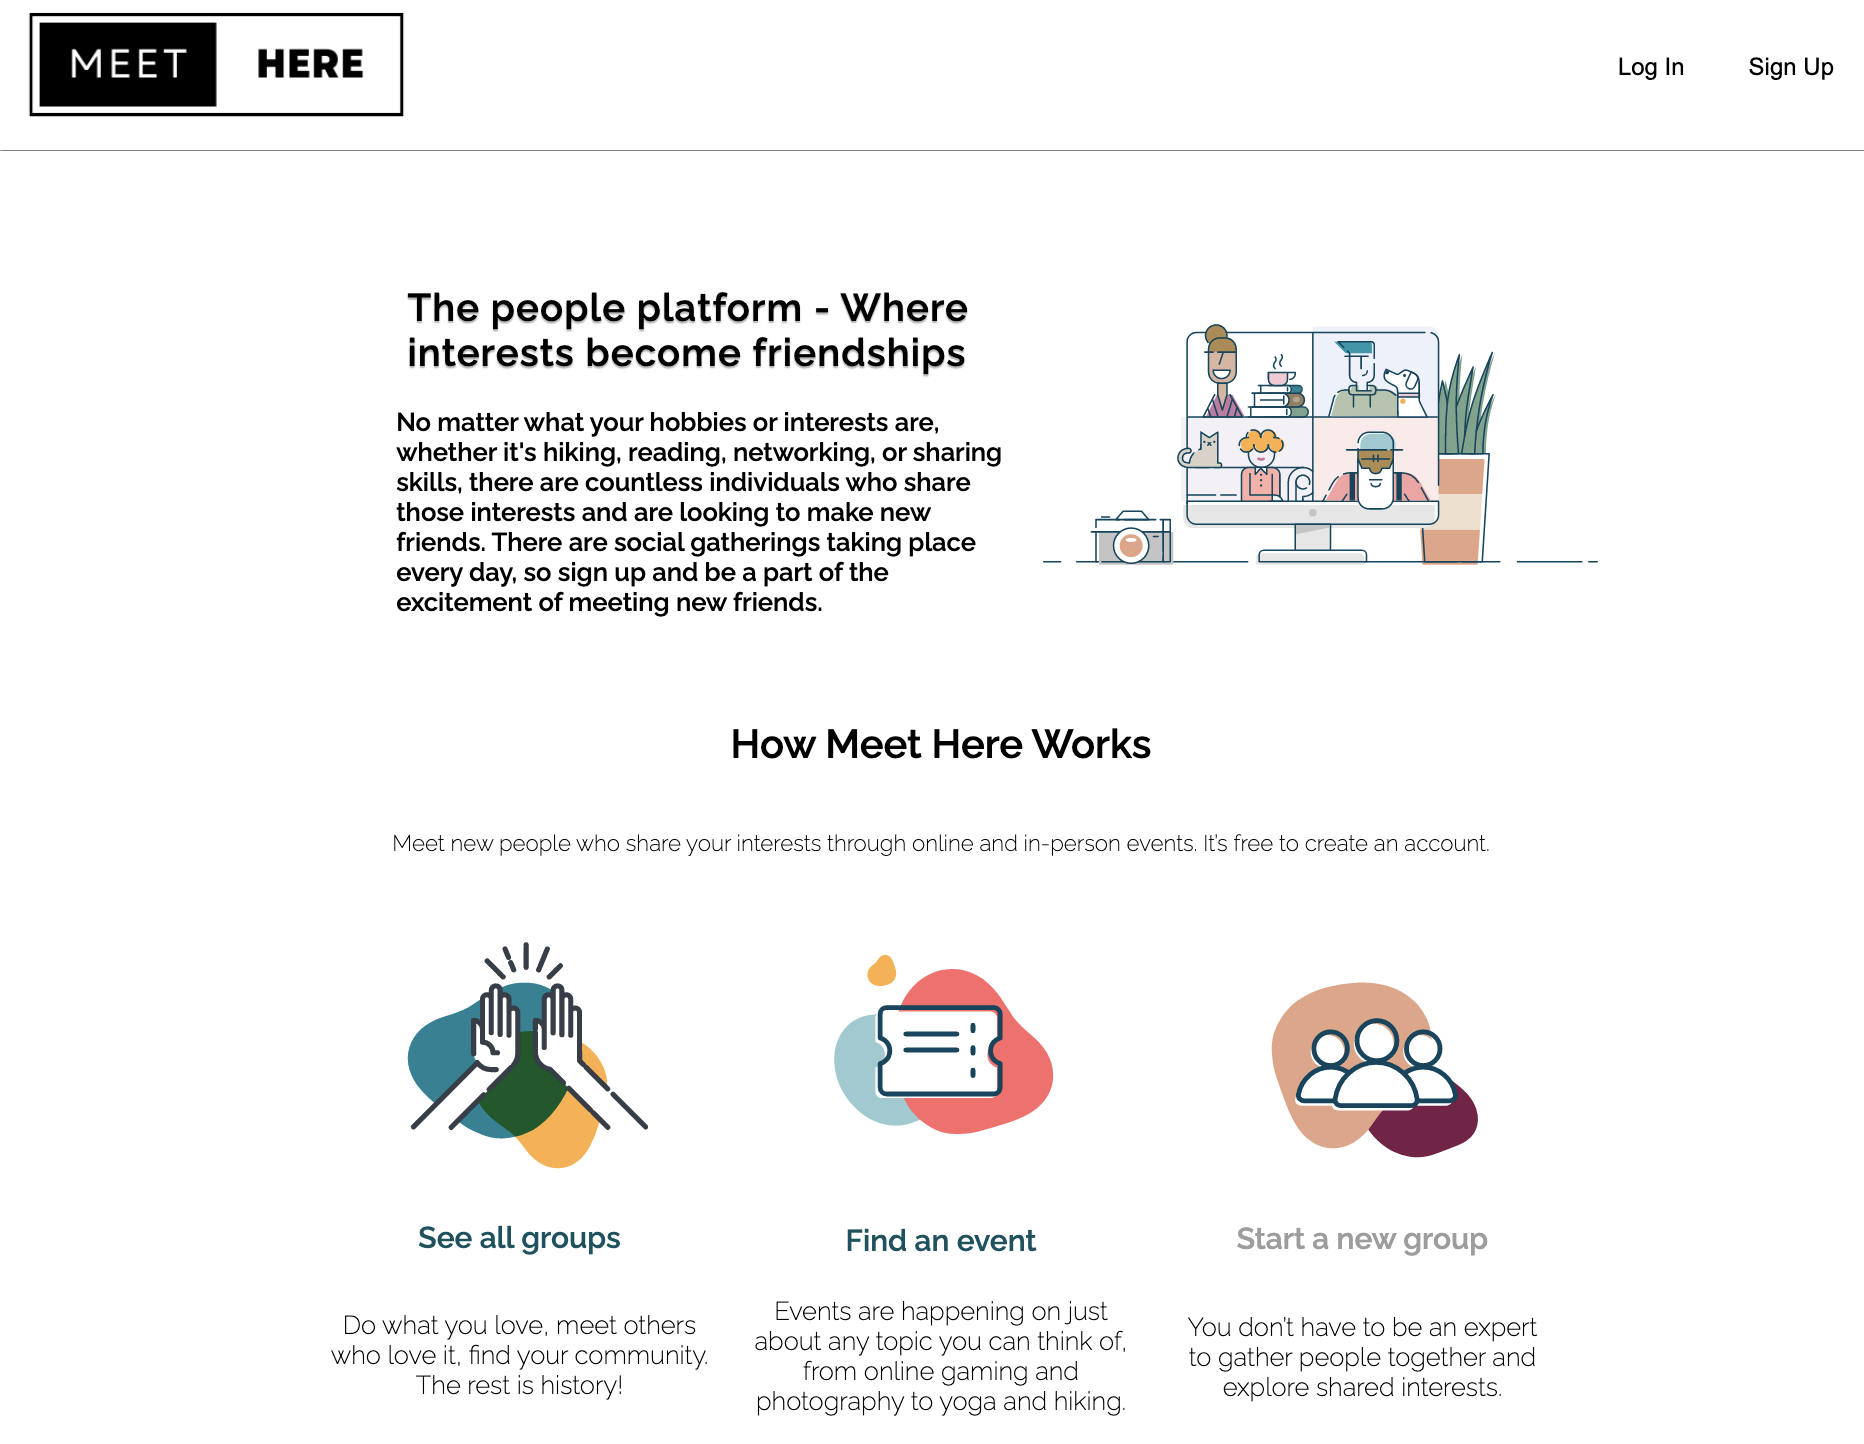 MEET HERE
Log In
Sign Up
The people platform - Where
interests become friendships
No matter what your hobbies or interests are,
whether it's hiking, reading, networking, or sharing
skills, there are countless individuals who share
those interests and are looking to make new
friends. There are social gatherings taking place
every day, so sign up and be a part of the
excitement of meeting new friends.
How Meet Here Works
Meet new people who share your interests through online and in-person events. It’s free to create an account.
See all groups
Do what you love, meet others
who love it, find your community.
The rest is history!
Find an event
Events are happening on just
about any topic you can think of,
from online gaming and
photography to yoga and hiking.
Start a new group
You don’t have to be an expert
to gather people together and
explore shared interests.